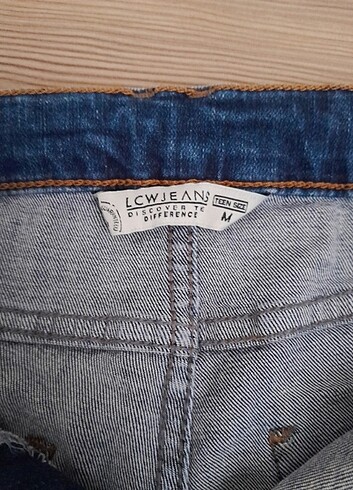 LCWJEANS
DISCOVER THE
DIFFERENCE
TEEN SIZE
M